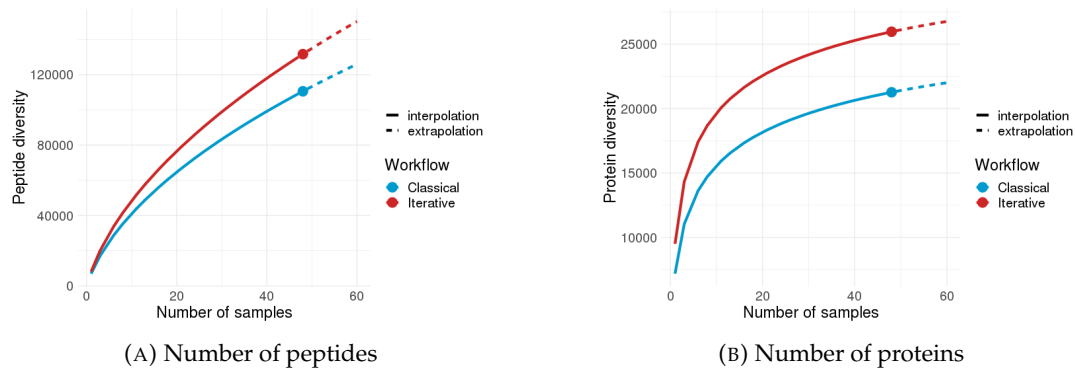 Peptide diversity
120000
80000
40000
0
0 20 40 60
Number of samples
interpolation
extrapolation
Workflow
Classical
Iterative
(A) Number of peptides
Protein diversity
25000
20000
15000
10000
0 20 40 60
Number of samples
interpolation
extrapolation
Workflow
Classical
Iterative
(B) Number of proteins